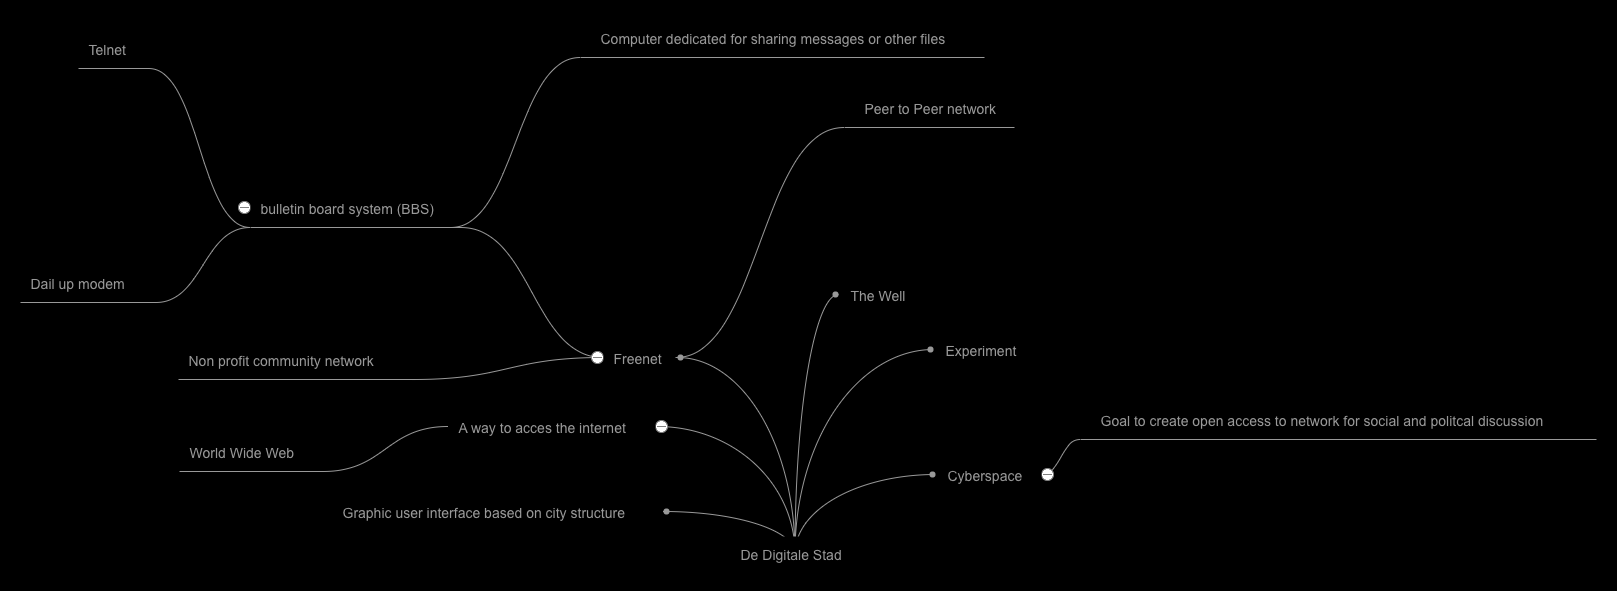 Computer dedicated for sharing messages or other files
Telnet
Peer to Peer network
bulletin board system (BBS)
Dail up modem
The Well
Experiment
Freenet
Non profit community network
Goal to create open access to network for social and politcal discussion
A way to acces the internet
World Wide Web
Cyberspace
Graphic user interface based on city structure
De Digitale Stad